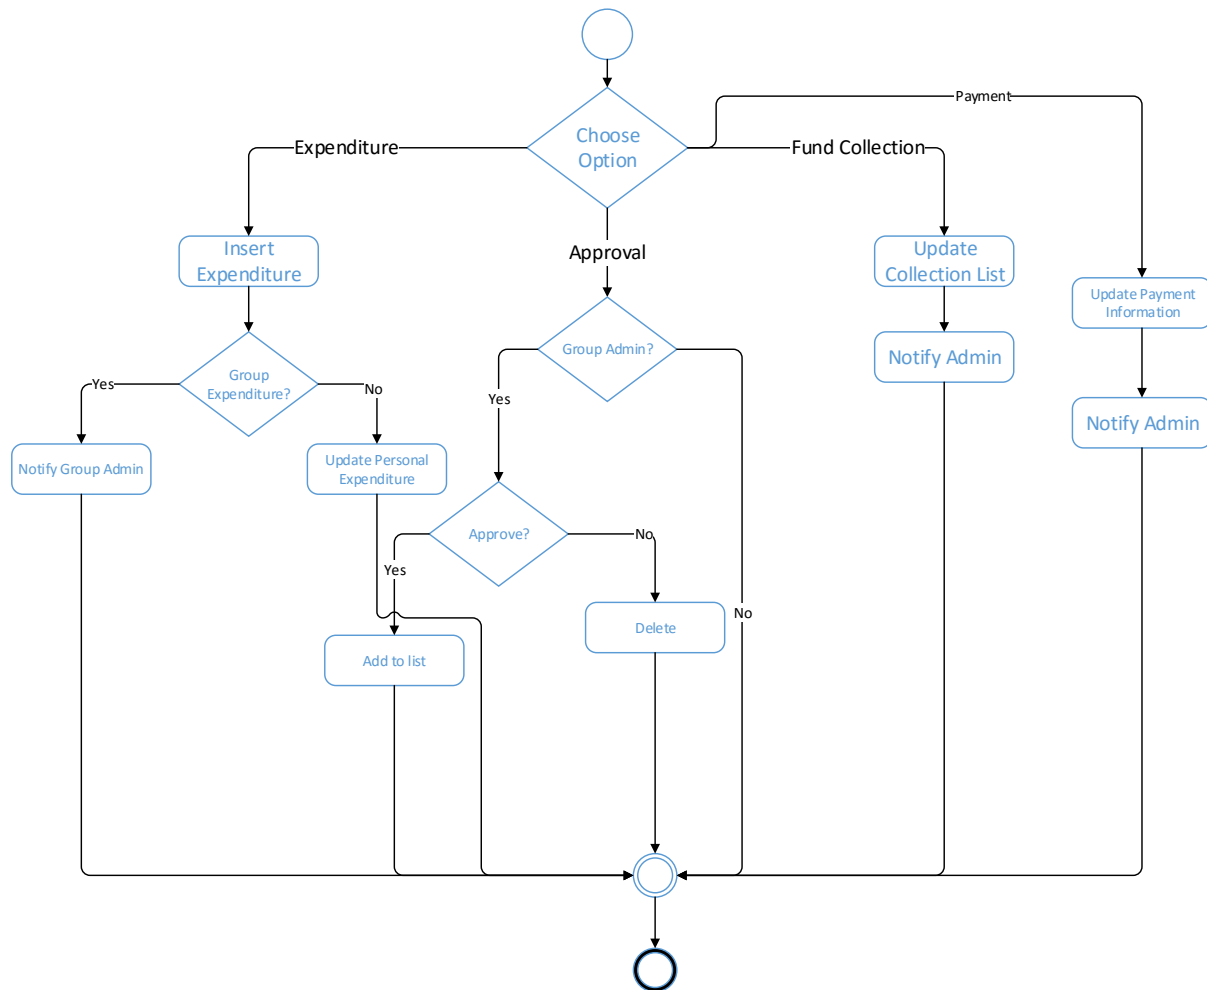 Payment
Choose
Option
Expenditure
Fund Collection
Insert
Expenditure
Approval
Update
Collection List
Update Payment
Information
Group Admin?
Notify Admin
Group
Expenditure?
Yes
No
Yes
Notify Admin
Notify Group Admin
Update Personal
Expenditure
Approve?
No
Yes
No
Delete
Add to list